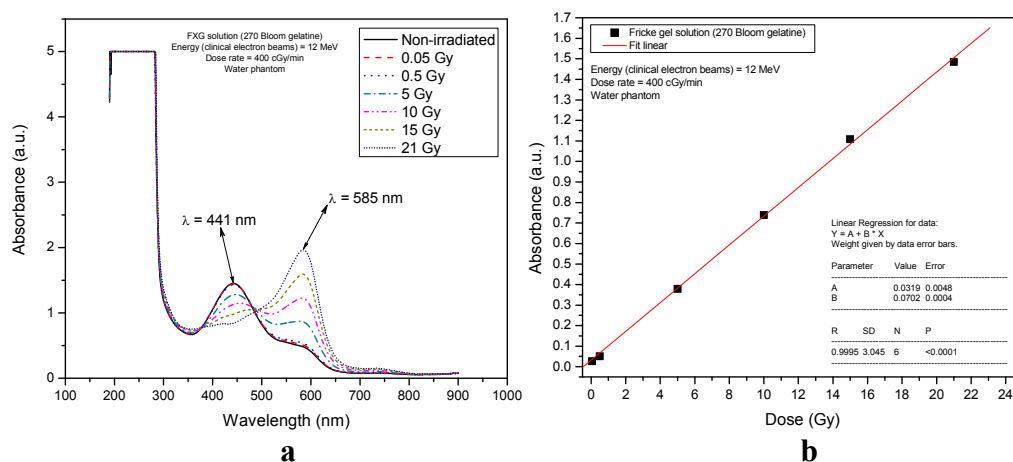 FXG solution (270 Bloom gelatine)
Energy (clinical electron beams) = 12 MeV
Dose rate = 400 cGy/min
Water phantom
Non-irradiated
0.05 Gy
0.5 Gy
5 Gy
10 Gy
15 Gy
21 Gy
λ = 441 nm
λ = 585 nm
Absorbance (a.u.)
5
4
3
2
1
0
100 200 300 400 500 600 700 800 900 1000
Wavelength (nm)
a
Fricke gel solution (270 Bloom gelatine)
Fit linear
Energy (clinical electron beams) = 12 MeV
Dose rate = 400 cGy/min
Water phantom
Absorbance (a.u.)
1.7
1.6
1.5
1.4
1.3
1.2
1.1
1.0
0.9
0.8
0.7
0.6
0.5
0.4
0.3
0.2
0.1
0.0
Linear Regression for data:
Y = A + B * X
Weight given by data error bars.
Parameter Value Error
A 0.0319 0.0048
B 0.0702 0.0004
R SD N P
0.9995 3.045 6 <0.0001
0 2 4 6 8 10 12 14 16 18 20 22 24
Dose (Gy)
b